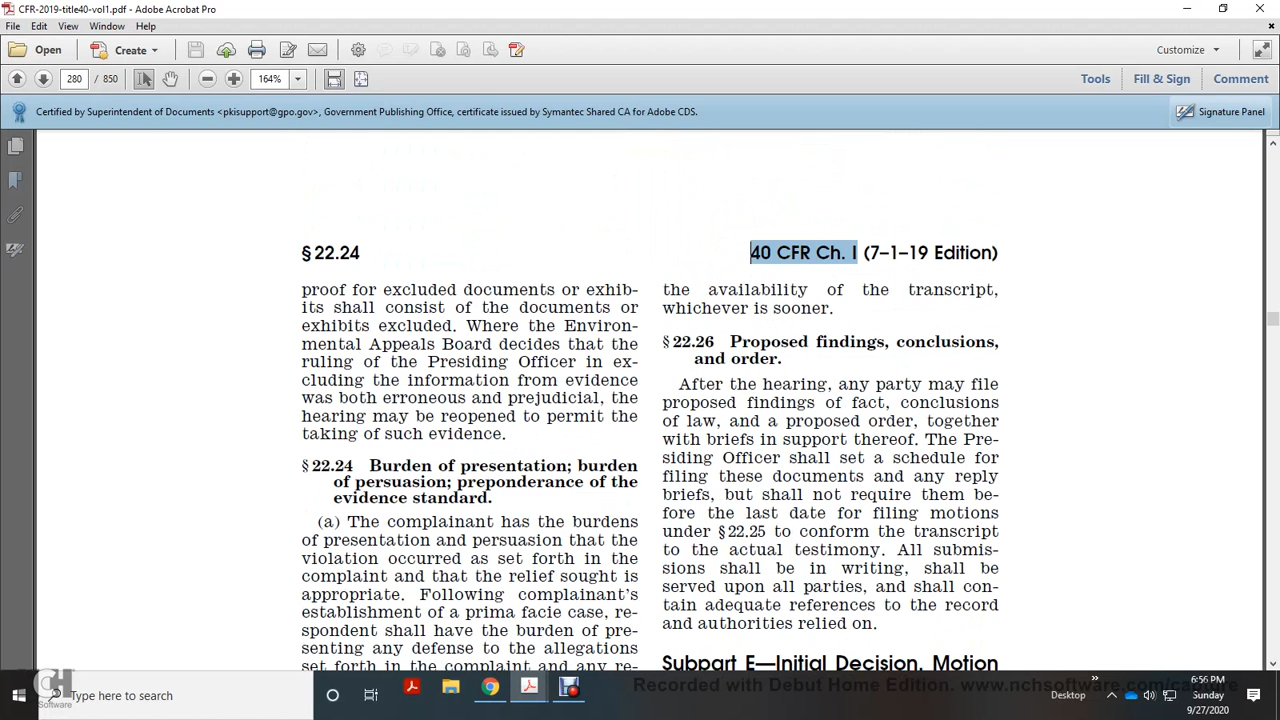 CFR-2019-title40-vol1.pdf - Adobe Acrobat Pro
File Edit View Window Help
Open Create Customize
280 / 850 164% Tools Fill & Sign Comment
Certified by Superintendent of Documents <pkisupport@gpo.gov>, Government Publishing Office, certificate issued by Symantec Shared CA for Adobe CDS.
Signature Panel
§ 22.24
40 CFR Ch. I (7–1–19 Edition)
proof for excluded documents or exhib-
its shall consist of the documents or
exhibits excluded. Where the Environ-
mental Appeals Board decides that the
ruling of the Presiding Officer in ex-
cluding the information from evidence
was both erroneous and prejudicial, the
hearing may be reopened to permit the
taking of such evidence.
§ 22.24 Burden of presentation; burden
of persuasion; preponderance of the
evidence standard.
(a) The complainant has the burdens
of presentation and persuasion that the
violation occurred as set forth in the
complaint and that the relief sought is
appropriate. Following complainant's
establishment of a prima facie case, re-
spondent shall have the burden of pre-
senting any defense to the allegations
set forth in the complaint and any re-
the availability of the transcript,
whichever is sooner.
§ 22.26 Proposed findings, conclusions,
and order.
After the hearing, any party may file
proposed findings of fact, conclusions
of law, and a proposed order, together
with briefs in support thereof. The Pre-
siding Officer shall set a schedule for
filing these documents and any reply
briefs, but shall not require them be-
fore the last date for filing motions
under § 22.25 to conform the transcript
to the actual testimony. All submis-
sions shall be in writing, shall be
served upon all parties, and shall con-
tain adequate references to the record
and authorities relied on.
Subpart E—Initial Decision, Motion
NCH
Software
Type here to search
Recorded with Debut Home Edition. www.nchsoftware.com/capture
Desktop
6:56 PM
Sunday
9/27/2020